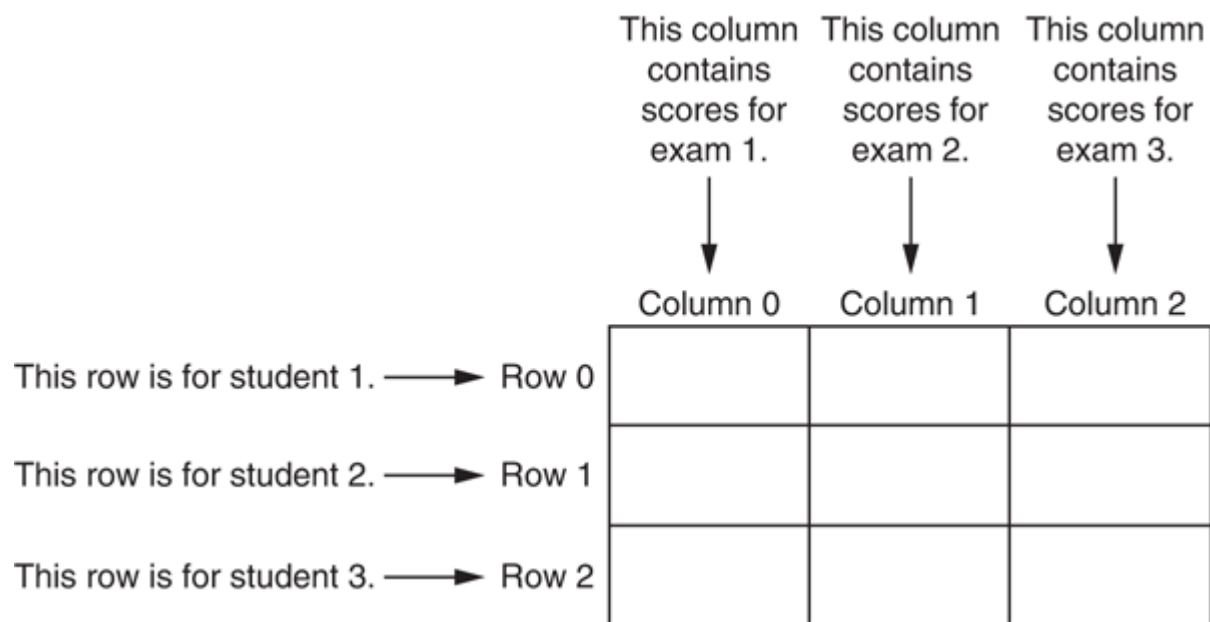 This column This column This column
contains contains contains
scores for scores for scores for
exam 1. exam 2. exam 3.
Column 0 Column 1 Column 2
This row is for student 1. Row 0
This row is for student 2. Row 1
This row is for student 3. Row 2